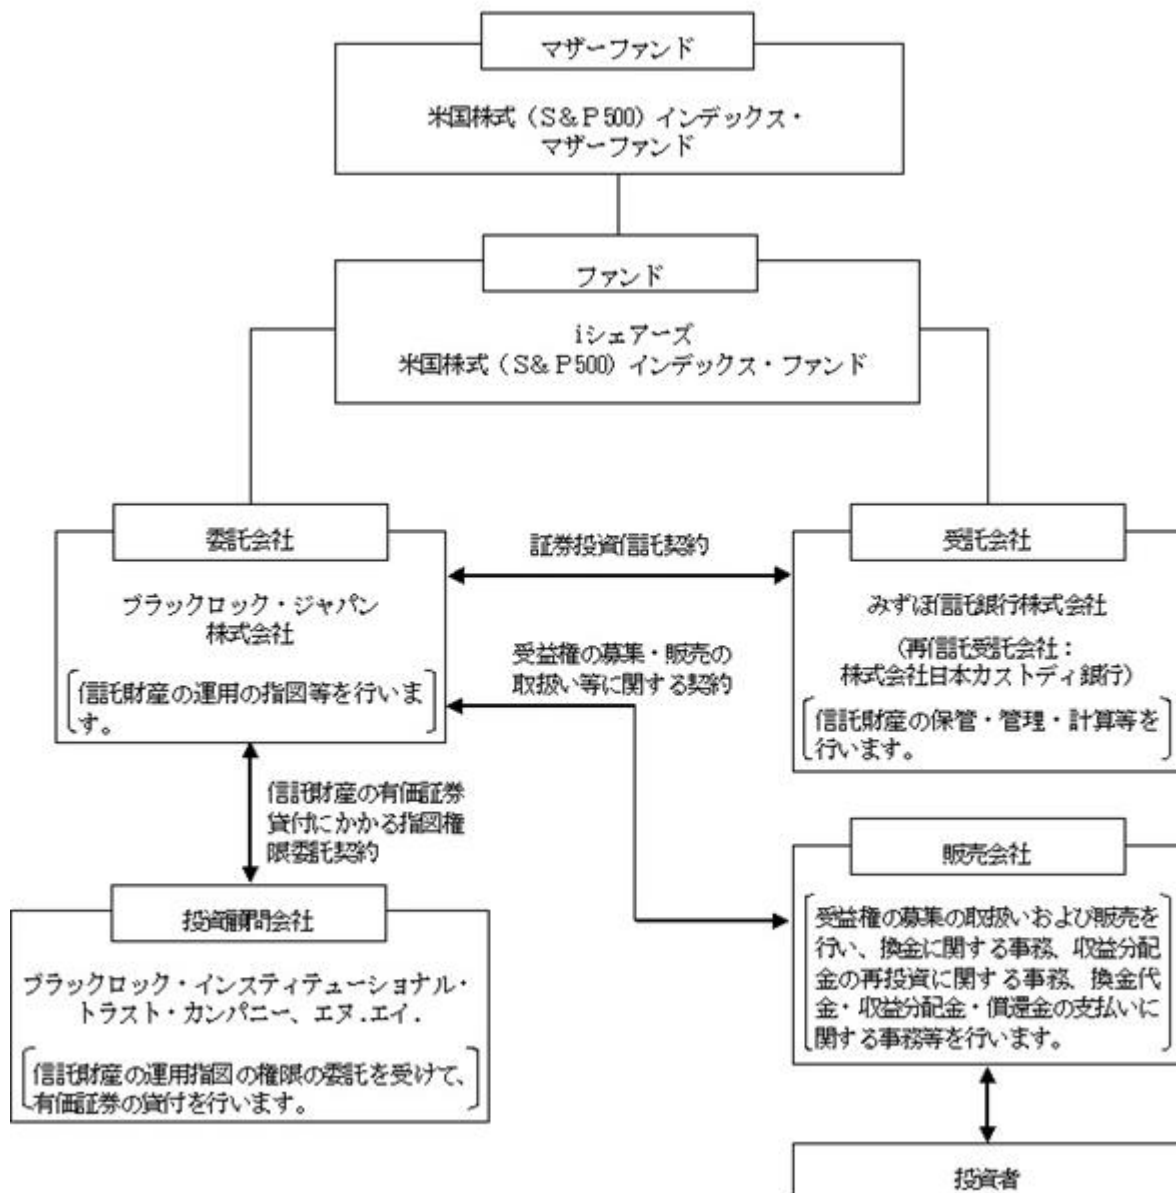 マザーファンド
米国株式（S＆P500）インデックス・
マザーファンド
ファンド
iシェアーズ
米国株式（S＆P500）インデックス・ファンド
委託会社
ブラックロック・ジャパン
株式会社
信託財産の運用の指図等を行いま
す。
証券投資信託契約
受益権の募集・販売の
取扱い等に関する契約
受託会社
みずほ信託銀行株式会社
（再信託受託会社：
株式会社日本カストディ銀行）
信託財産の保管・管理・計算等を
行います。
信託財産の有価証券
貸付にかかる指図権
限委託契約
投資顧問会社
ブラックロック・インスティテューショナル・
トラスト・カンパニー、エヌ.エイ.
信託財産の運用指図の権限の委託を受けて、
有価証券の貸付を行います。
販売会社
受益権の募集の取扱いおよび販売を
行い、換金に関する事務、収益分配
金の再投資に関する事務、換金代
金・収益分配金・償還金の支払いに
関する事務等を行います。
投資者